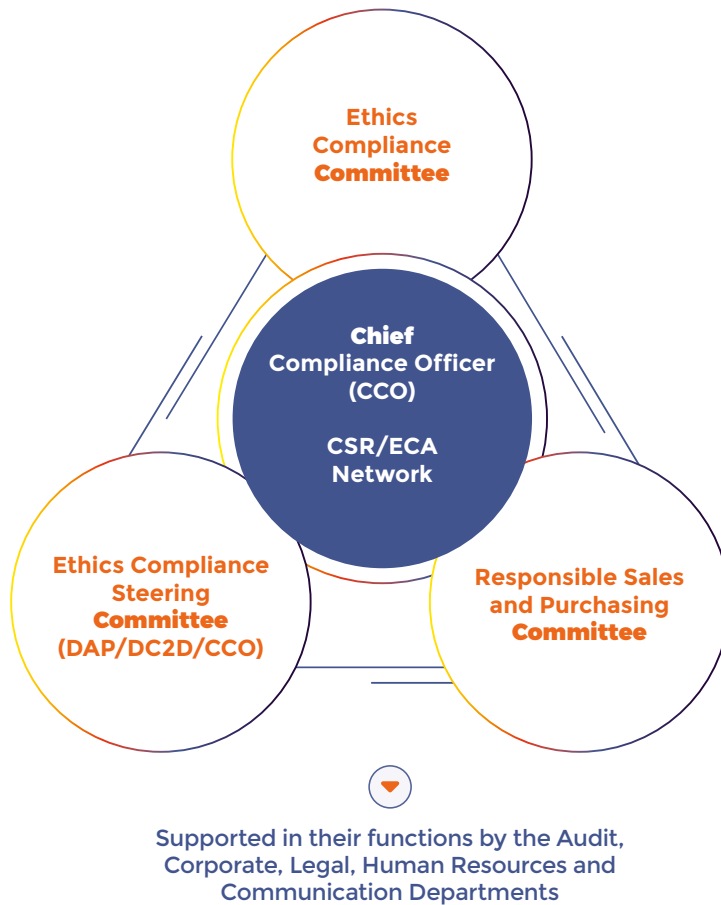 Ethics
Compliance
Committee
Chief
Compliance Officer
(CCO)
CSR/ECA
Network
Ethics Compliance
Steering
Committee
(DAP/DC2D/CCO)
Responsible Sales
and Purchasing
Committee
Supported in their functions by the Audit,
Corporate, Legal, Human Resources and
Communication Departments